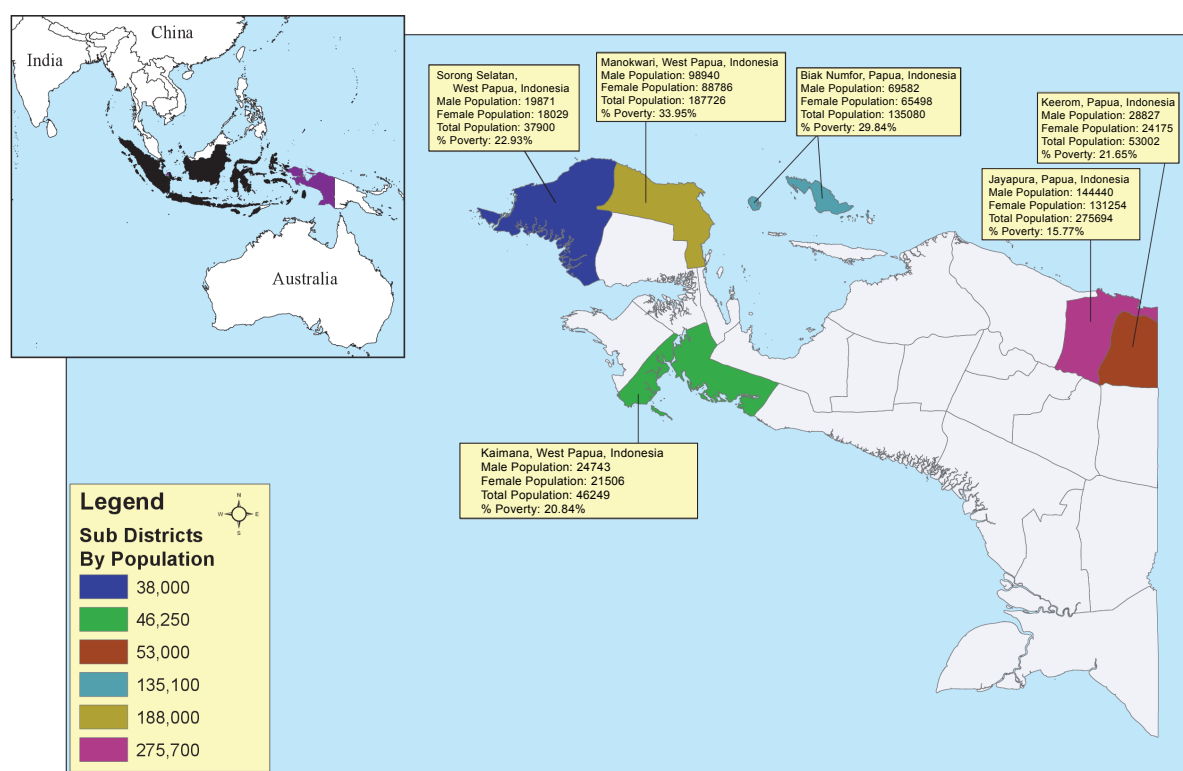 China
India
Australia
Sorong Selatan,
West Papua, Indonesia
Male Population: 19871
Female Population: 18029
Total Population: 37900
% Poverty: 22.93%
Manokwari, West Papua, Indonesia
Male Population: 98940
Female Population: 88786
Total Population: 187726
% Poverty: 33.95%
Biak Numfor, Papua, Indonesia
Male Population: 69582
Female Population: 65498
Total Population: 135080
% Poverty: 29.84%
Keerom, Papua, Indonesia
Male Population: 28827
Female Population: 24175
Total Population: 53002
% Poverty: 21.65%
Jayapura, Papua, Indonesia
Male Population: 144440
Female Population: 131254
Total Population: 275694
% Poverty: 15.77%
Kaimana, West Papua, Indonesia
Male Population: 24743
Female Population: 21506
Total Population: 46249
% Poverty: 20.84%
Legend
N
W E
S
Sub Districts
By Population
38,000
46,250
53,000
135,100
188,000
275,700